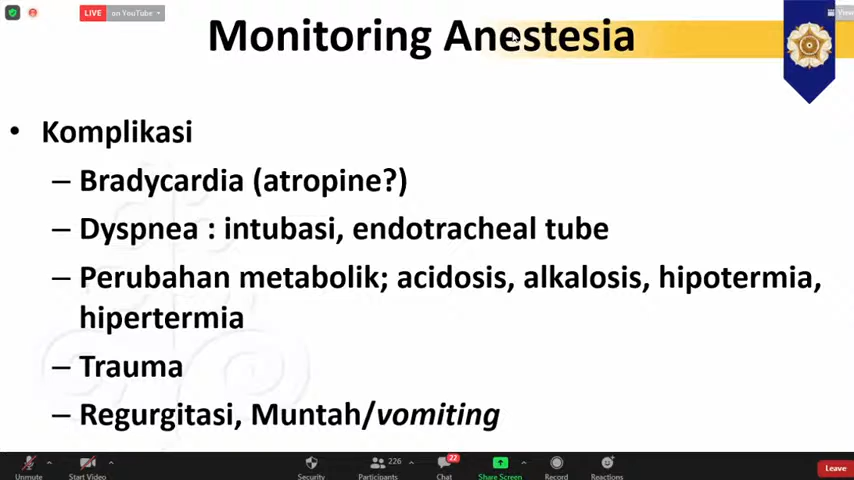 LIVE on YouTube
View
Monitoring Anestesia
• Komplikasi
– Bradycardia (atropine?)
– Dyspnea : intubasi, endotracheal tube
– Perubahan metabolik; acidosis, alkalosis, hipotermia,
hipertermia
– Trauma
– Regurgitasi, Muntah/vomiting
226
22
Unmute Start Video Security Participants Chat Share Screen Record Reactions Leave